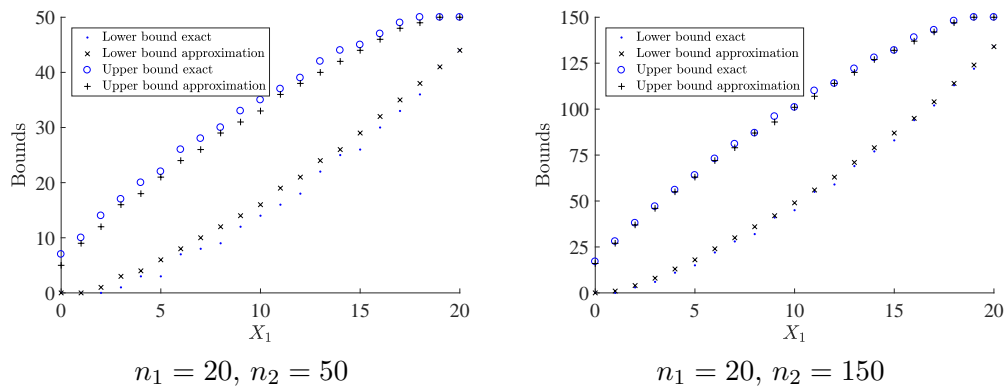 50
40
30
20
10
0
Bounds
Lower bound exact
Lower bound approximation
Upper bound exact
Upper bound approximation
0 5 10 15 20
X₁
n₁ = 20, n₂ = 50
150
125
100
75
50
25
0
Bounds
Lower bound exact
Lower bound approximation
Upper bound exact
Upper bound approximation
0 5 10 15 20
X₁
n₁ = 20, n₂ = 150